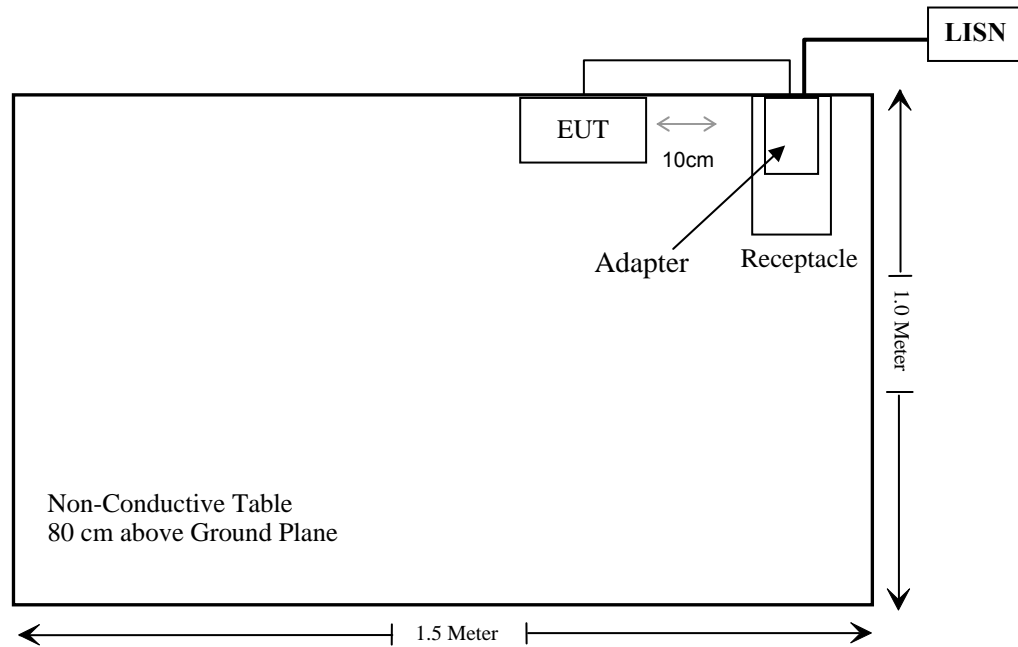 LISN
EUT
10cm
Adapter
Receptacle
1.0 Meter
Non-Conductive Table
80 cm above Ground Plane
1.5 Meter